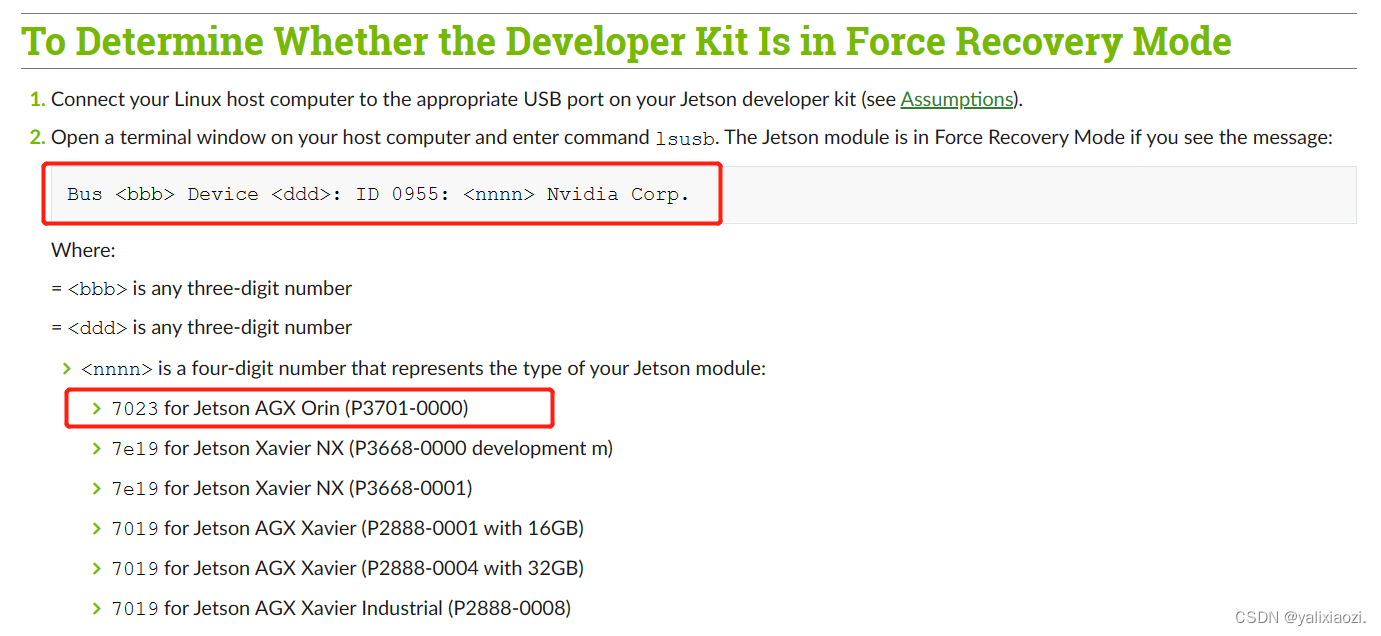 To Determine Whether the Developer Kit Is in Force Recovery Mode
1. Connect your Linux host computer to the appropriate USB port on your Jetson developer kit (see Assumptions).
2. Open a terminal window on your host computer and enter command lsusb. The Jetson module is in Force Recovery Mode if you see the message:
Bus <bbb> Device <ddd>: ID 0955: <nnnn> Nvidia Corp.
Where:
= <bbb> is any three-digit number
= <ddd> is any three-digit number
> <nnnn> is a four-digit number that represents the type of your Jetson module:
> 7023 for Jetson AGX Orin (P3701-0000)
> 7e19 for Jetson Xavier NX (P3668-0000 development m)
> 7e19 for Jetson Xavier NX (P3668-0001)
> 7019 for Jetson AGX Xavier (P2888-0001 with 16GB)
> 7019 for Jetson AGX Xavier (P2888-0004 with 32GB)
> 7019 for Jetson AGX Xavier Industrial (P2888-0008)
CSDN @yalixiaozi.